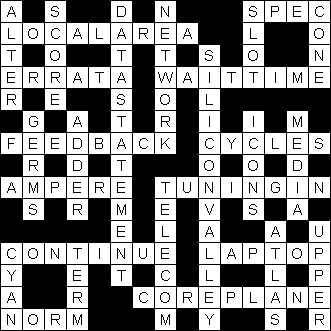 A S D N SPEC
LOCALAREA L O
T O T T S O N
ERRATA WAITTIME
R E S O L
G A T R I I M
FEEDBACK CYCLES
R D T O O D
AMPERE TUNINGIN
S R M E V S A
E L A A U
CONTINUE LAPTOP
Y E T C L L P
A R COREPLANE
NORM M Y S R